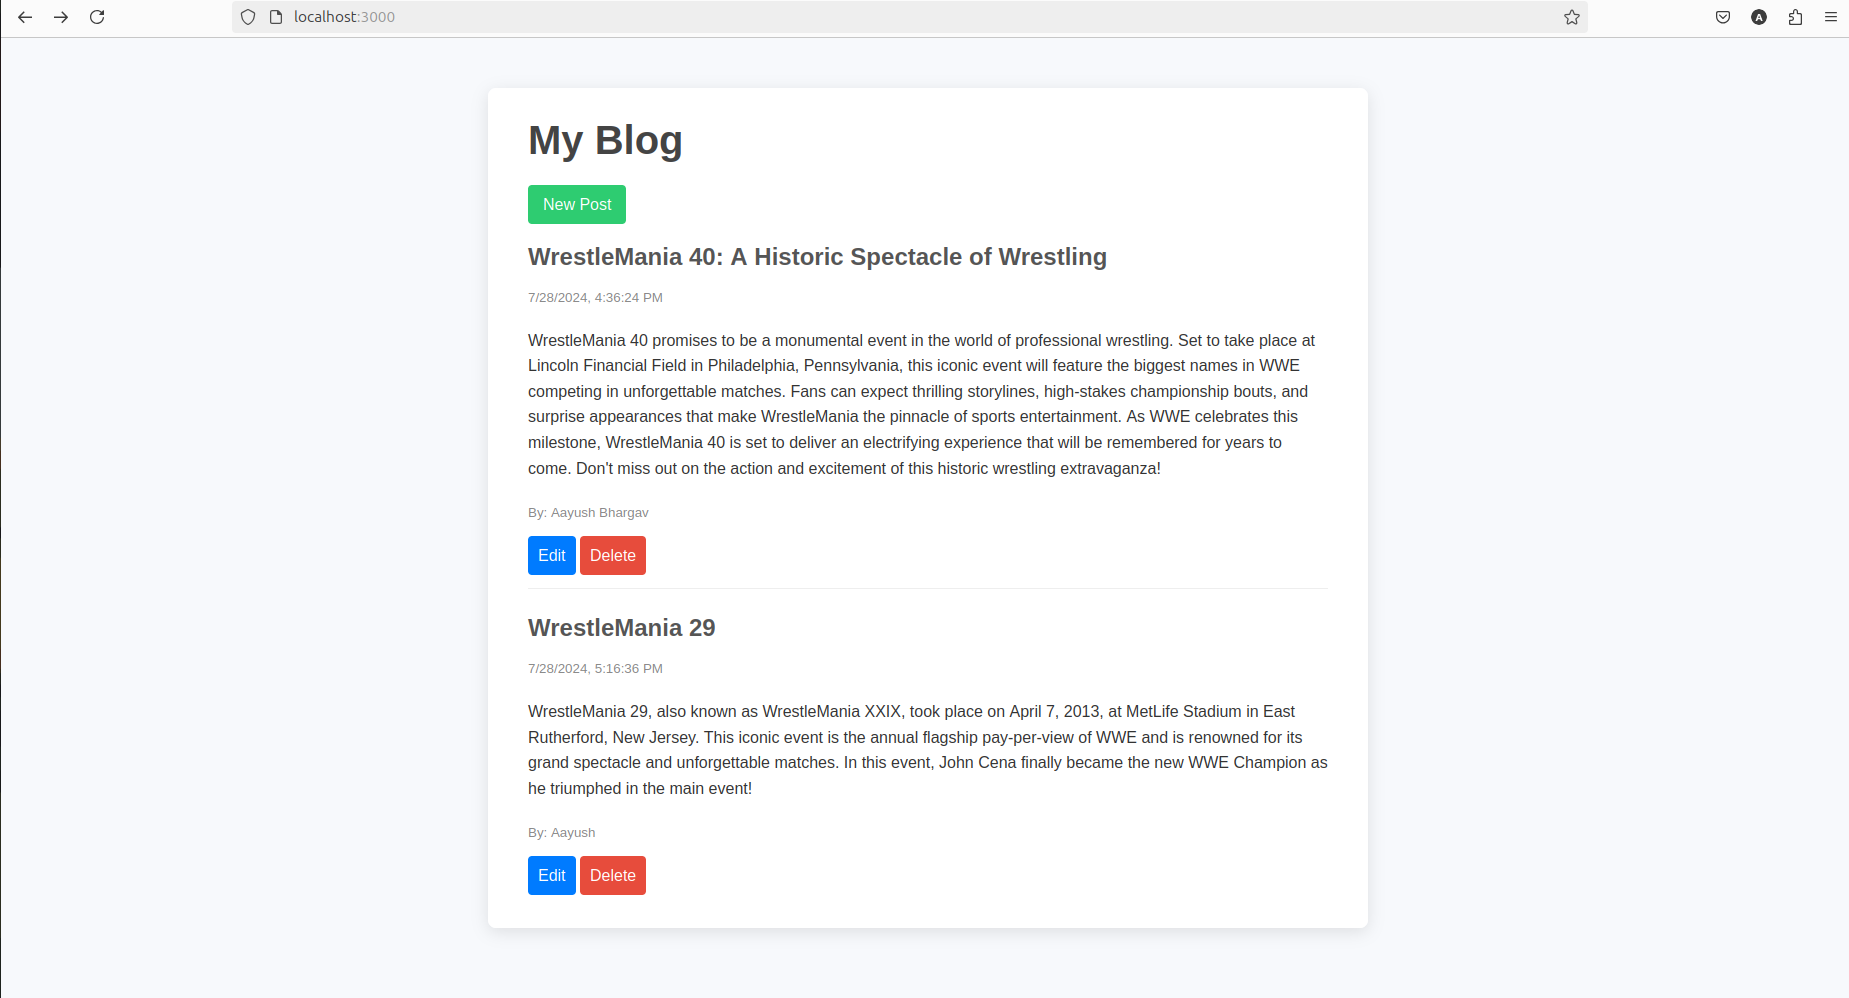 localhost:3000
A
My Blog
New Post
WrestleMania 40: A Historic Spectacle of Wrestling
7/28/2024, 4:36:24 PM
WrestleMania 40 promises to be a monumental event in the world of professional wrestling. Set to take place at
Lincoln Financial Field in Philadelphia, Pennsylvania, this iconic event will feature the biggest names in WWE
competing in unforgettable matches. Fans can expect thrilling storylines, high-stakes championship bouts, and
surprise appearances that make WrestleMania the pinnacle of sports entertainment. As WWE celebrates this
milestone, WrestleMania 40 is set to deliver an electrifying experience that will be remembered for years to
come. Don't miss out on the action and excitement of this historic wrestling extravaganza!
By: Aayush Bhargav
Edit Delete
WrestleMania 29
7/28/2024, 5:16:36 PM
WrestleMania 29, also known as WrestleMania XXIX, took place on April 7, 2013, at MetLife Stadium in East
Rutherford, New Jersey. This iconic event is the annual flagship pay-per-view of WWE and is renowned for its
grand spectacle and unforgettable matches. In this event, John Cena finally became the new WWE Champion as
he triumphed in the main event!
By: Aayush
Edit Delete